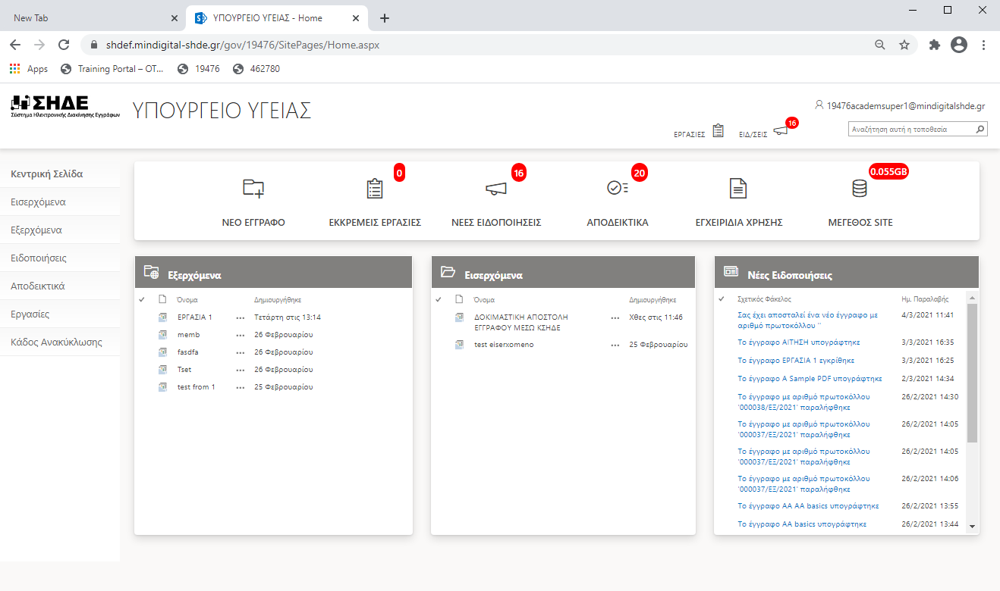 New Tab
ΥΠΟΥΡΓΕΙΟ ΥΓΕΙΑΣ - Home
shdef.mindigital-shde.gr/gov/19476/SitePages/Home.aspx
Apps
Training Portal – OT...
19476
462780
ΣΗΔΕ
Σύστημα Ηλεκτρονικής Διακίνησης Εγγράφων
ΥΠΟΥΡΓΕΙΟ ΥΓΕΙΑΣ
19476academsuper1@mindigitalshde.gr
ΕΡΓΑΣΙΕΣ
ΕΙΔ/ΣΕΙΣ
16
Αναζήτηση αυτή η τοποθεσία
Κεντρική Σελίδα
Εισερχόμενα
Εξερχόμενα
Ειδοποιήσεις
Αποδεικτικά
Εργασίες
Κάδος Ανακύκλωσης
ΝΕΟ ΕΓΓΡΑΦΟ
0
ΕΚΚΡΕΜΕΙΣ ΕΡΓΑΣΙΕΣ
16
ΝΕΕΣ ΕΙΔΟΠΟΙΗΣΕΙΣ
20
ΑΠΟΔΕΙΚΤΙΚΑ
ΕΓΧΕΙΡΙΔΙΑ ΧΡΗΣΗΣ
0.055GB
ΜΕΓΕΘΟΣ SITE
Εξερχόμενα
Όνομα Δημιουργήθηκε
ΕΡΓΑΣΙΑ 1 ... Τετάρτη στις 13:14
memb ... 26 Φεβρουαρίου
fasdfa ... 26 Φεβρουαρίου
Tset ... 26 Φεβρουαρίου
test from 1 ... 25 Φεβρουαρίου
Εισερχόμενα
Όνομα Δημιουργήθηκε
ΔΟΚΙΜΑΣΤΙΚΗ ΑΠΟΣΤΟΛΗ ... Χθες στις 11:46
ΕΓΓΡΑΦΟΥ ΜΕΣΩ ΚΣΗΔΕ
test eiserxomeno ... 25 Φεβρουαρίου
Νέες Ειδοποιήσεις
Σχετικός Φάκελος Ημ. Παραλαβής
Σας έχει αποσταλεί ένα νέο έγγραφο με 4/3/2021 11:41
αριθμό πρωτοκόλλου ''
Το έγγραφο ΑΙΤΗΣΗ υπογράφτηκε 3/3/2021 16:35
Το έγγραφο ΕΡΓΑΣΙΑ 1 εγκρίθηκε 3/3/2021 16:25
Το έγγραφο A Sample PDF υπογράφτηκε 2/3/2021 14:34
Το έγγραφο με αριθμό πρωτοκόλλου 26/2/2021 14:30
'000038/ΕΞ/2021' παραλήφθηκε
Το έγγραφο με αριθμό πρωτοκόλλου 26/2/2021 14:05
'000037/ΕΞ/2021' παραλήφθηκε
Το έγγραφο με αριθμό πρωτοκόλλου 26/2/2021 14:05
'000037/ΕΞ/2021' παραλήφθηκε
Το έγγραφο με αριθμό πρωτοκόλλου 26/2/2021 14:06
'000037/ΕΞ/2021' παραλήφθηκε
Το έγγραφο AA AA basics υπογράφτηκε 26/2/2021 13:55
Το έγγραφο AA basics υπογράφτηκε 26/2/2021 13:44